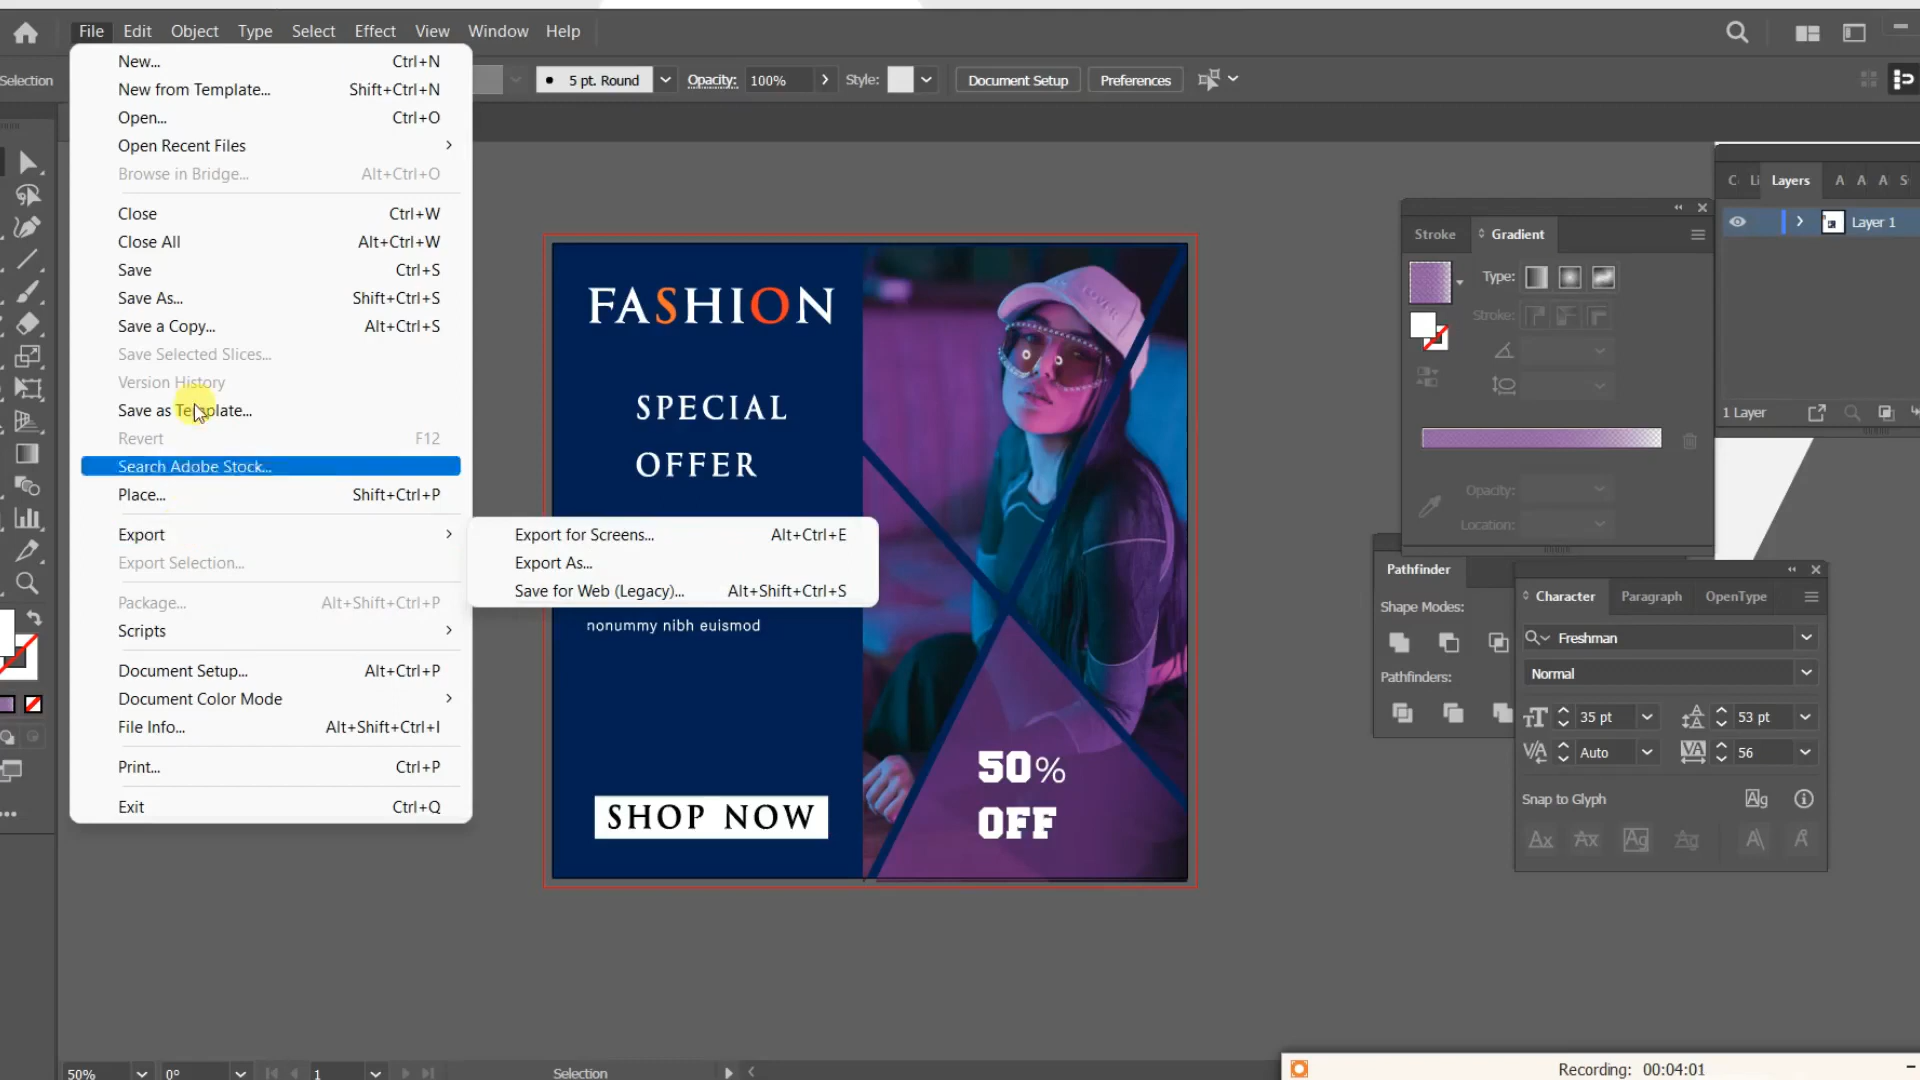 File Edit Object Type Select Effect View Window Help
Selection 5 pt. Round Opacity: 100% Style: Document Setup Preferences
New... Ctrl+N
New from Template... Shift+Ctrl+N
Open... Ctrl+O
Open Recent Files
Browse in Bridge... Alt+Ctrl+O
Close Ctrl+W
Close All Alt+Ctrl+W
Save Ctrl+S
Save As... Shift+Ctrl+S
Save a Copy... Alt+Ctrl+S
Save Selected Slices...
Version History
Save as Template...
Revert F12
Search Adobe Stock...
Place... Shift+Ctrl+P
Export
Export Selection...
Package... Alt+Shift+Ctrl+P
Scripts
Document Setup... Alt+Ctrl+P
Document Color Mode
File Info... Alt+Shift+Ctrl+I
Print... Ctrl+P
Exit Ctrl+Q
Export for Screens... Alt+Ctrl+E
Export As...
Save for Web (Legacy)... Alt+Shift+Ctrl+S
FASHION
SPECIAL
OFFER
nonummy nibh euismod
SHOP NOW
50%
OFF
LOVER
Stroke Gradient
Type:
Stroke:
Opacity:
Location:
C Li Layers A A A S
Layer 1
1 Layer
Pathfinder
Shape Modes:
Pathfinders:
Character Paragraph OpenType
Freshman
Normal
35 pt 53 pt
Auto 56
Snap to Glyph
50% 0° 1 Selection
Recording: 00:04:01